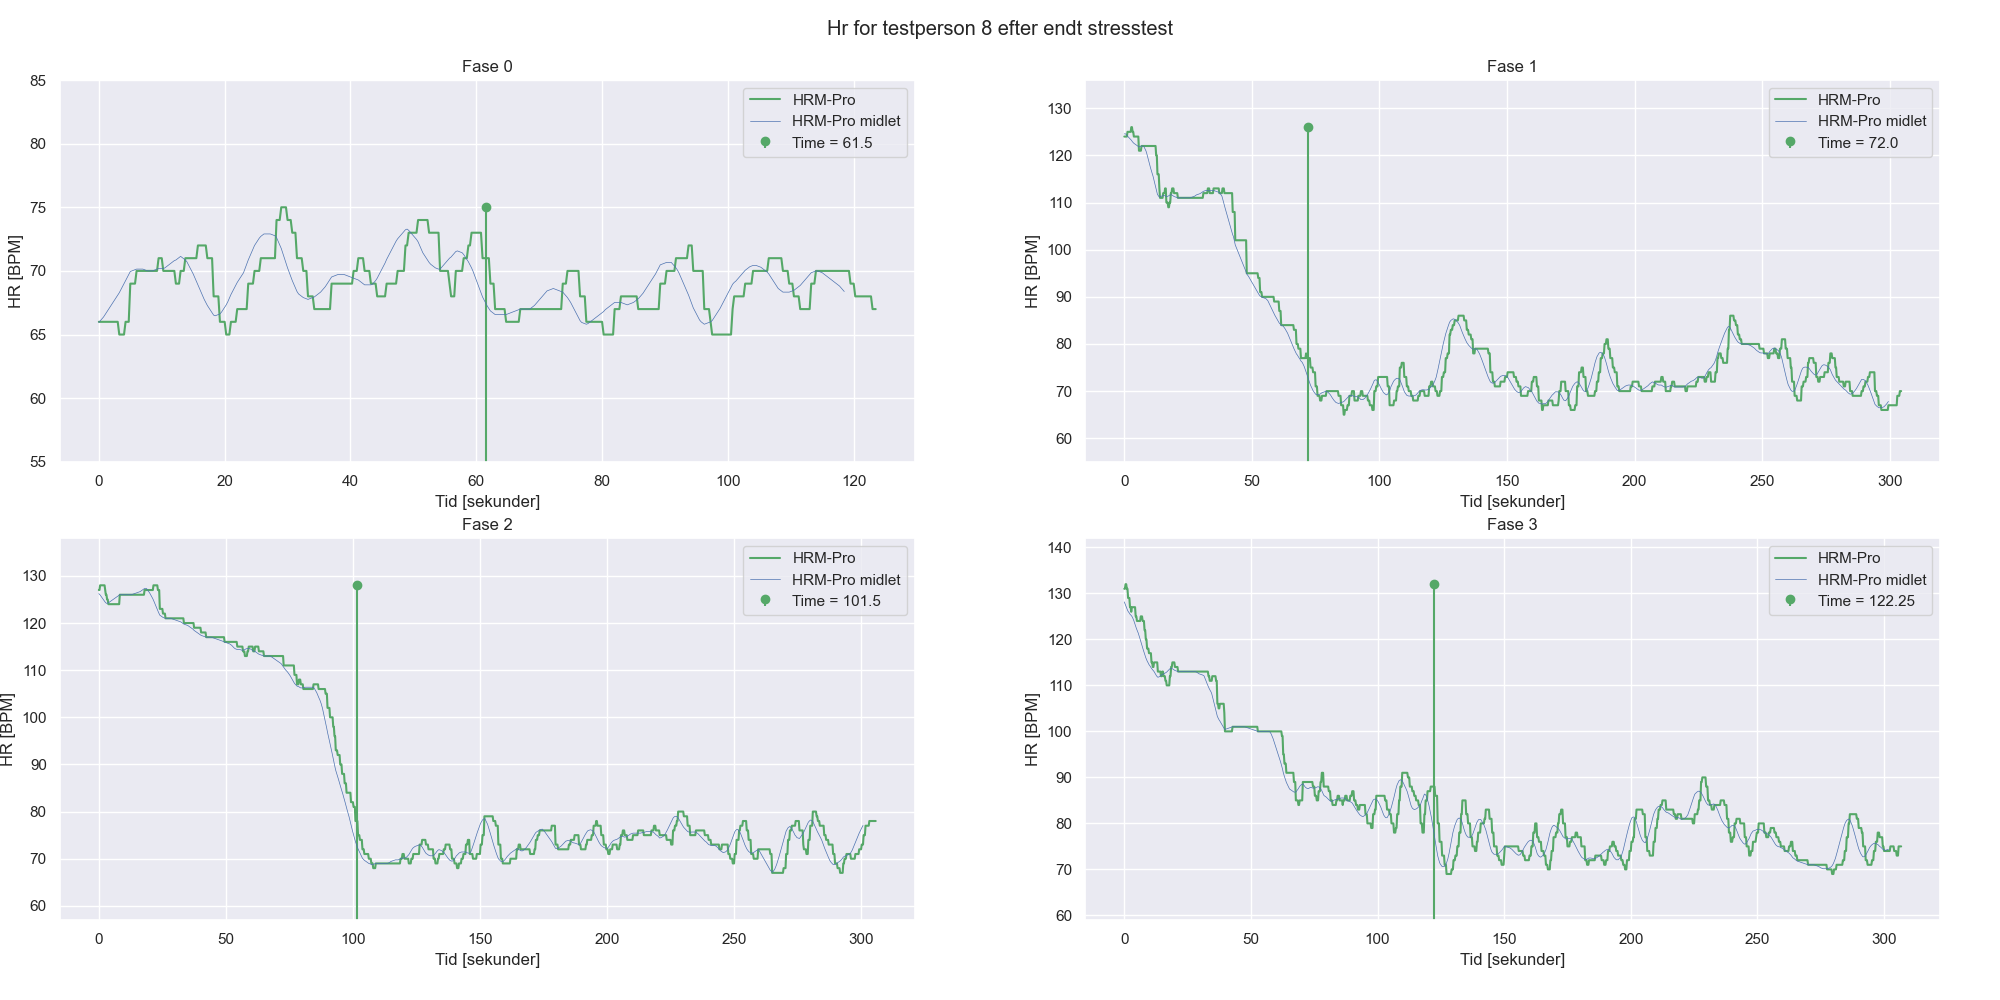 Hr for testperson 8 efter endt stresstest
Fase 0
85
80
75
70
65
60
55
HR [BPM]
0 20 40 60 80 100 120
Tid [sekunder]
HRM-Pro
HRM-Pro midlet
Time = 61.5
Fase 1
130
120
110
100
90
80
70
60
HR [BPM]
0 50 100 150 200 250 300
Tid [sekunder]
HRM-Pro
HRM-Pro midlet
Time = 72.0
Fase 2
130
120
110
100
90
80
70
60
HR [BPM]
0 50 100 150 200 250 300
Tid [sekunder]
HRM-Pro
HRM-Pro midlet
Time = 101.5
Fase 3
140
130
120
110
100
90
80
70
60
HR [BPM]
0 50 100 150 200 250 300
Tid [sekunder]
HRM-Pro
HRM-Pro midlet
Time = 122.25